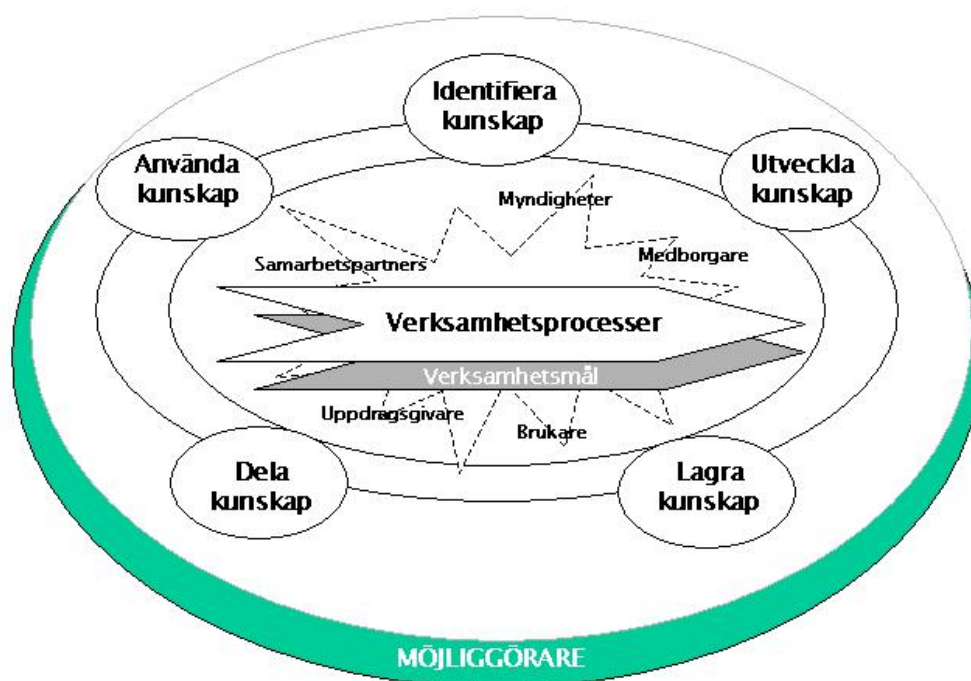 Identifiera
kunskap
Använda
kunskap
Utveckla
kunskap
Myndigheter
Samarbetspartners
Medborgare
Verksamhetsprocesser
Verksamhetsmål
Uppdragsgivare
Brukare
Dela
kunskap
Lagra
kunskap
MÖJLIGGÖRARE